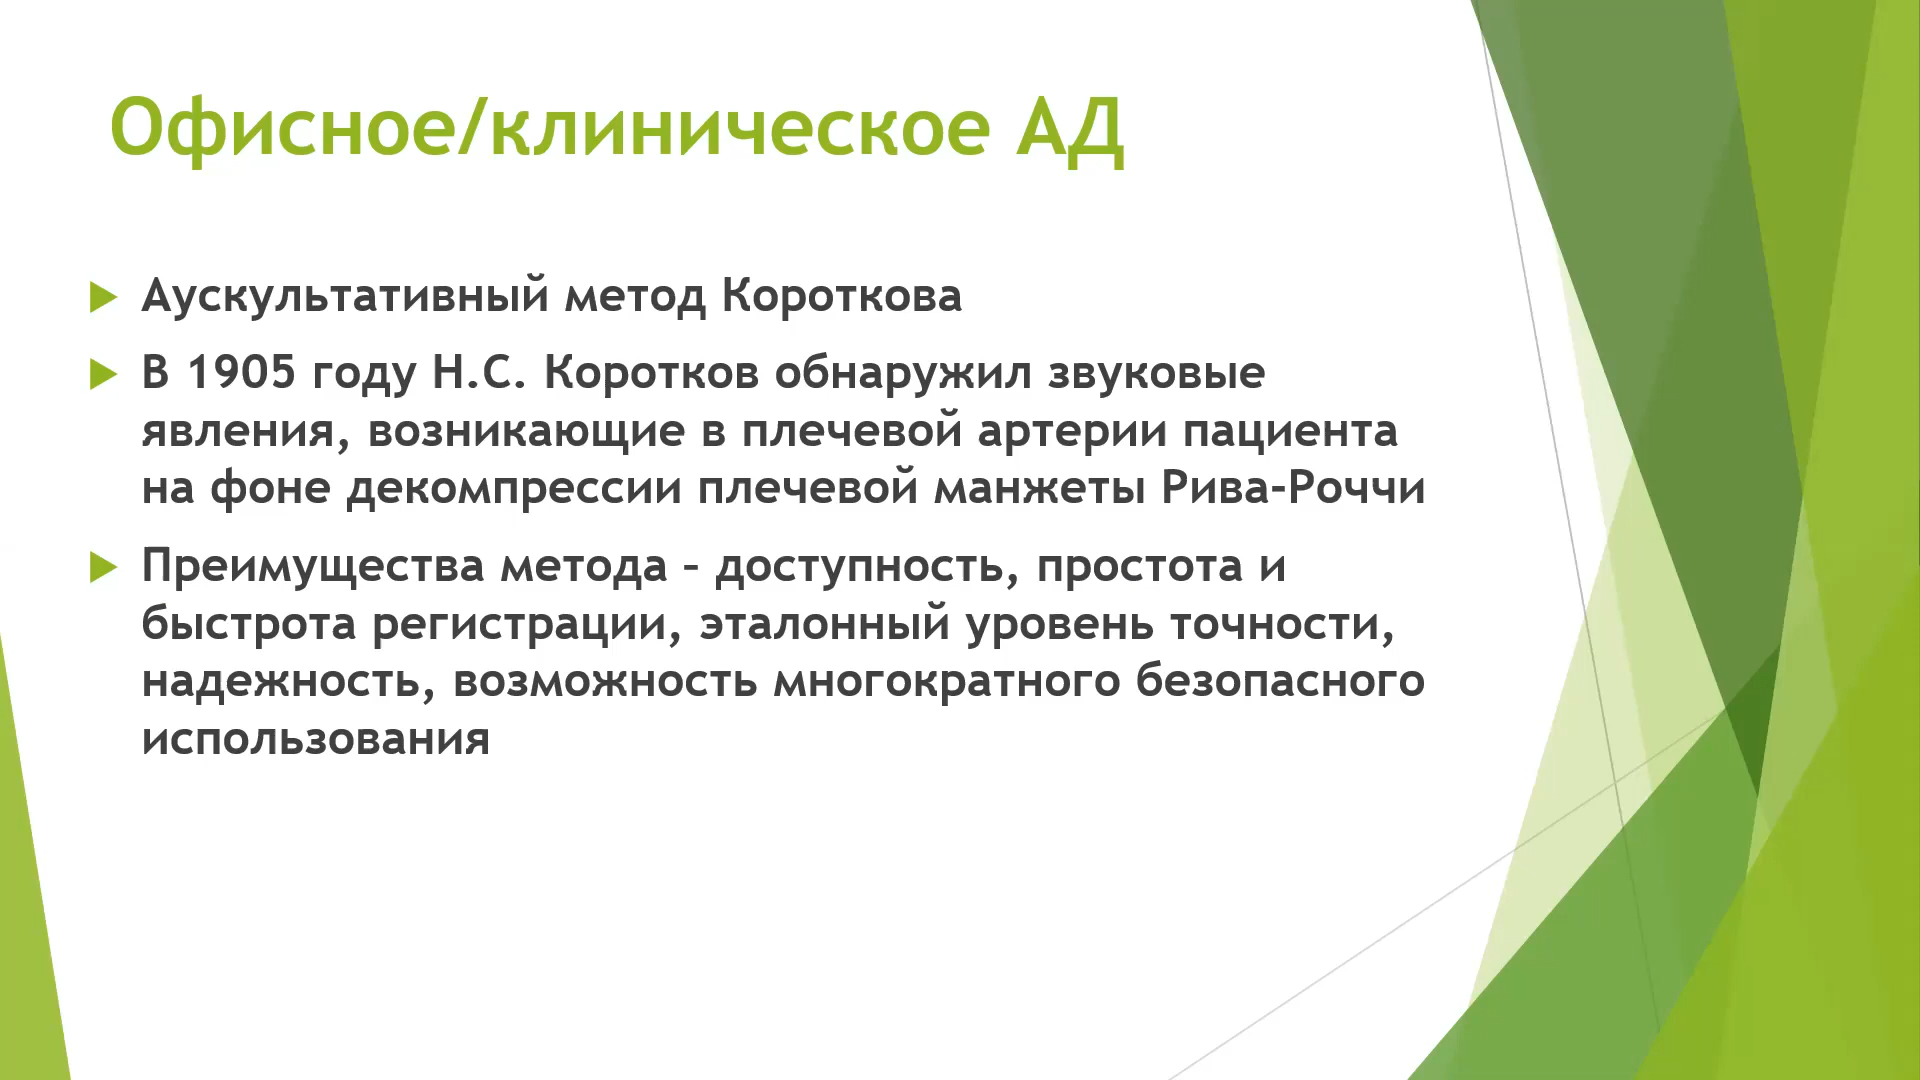 Офисное/клиническое АД
Аускультативный метод Короткова
В 1905 году Н.С. Коротков обнаружил звуковые
явления, возникающие в плечевой артерии пациента
на фоне декомпрессии плечевой манжеты Рива-Роччи
Преимущества метода – доступность, простота и
быстрота регистрации, эталонный уровень точности,
надежность, возможность многократного безопасного
использования